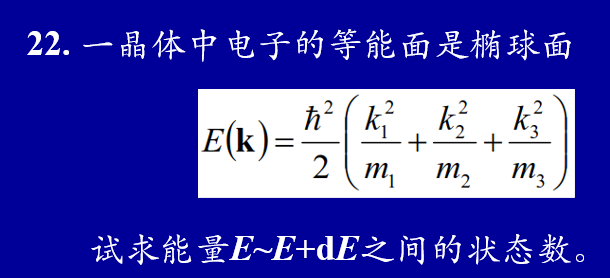 22. 一晶体中电子的等能面是椭球面
E(k) = ħ²/2 (k₁²/m₁ + k₂²/m₂ + k₃²/m₃)
试求能量E~E+dE之间的状态数。